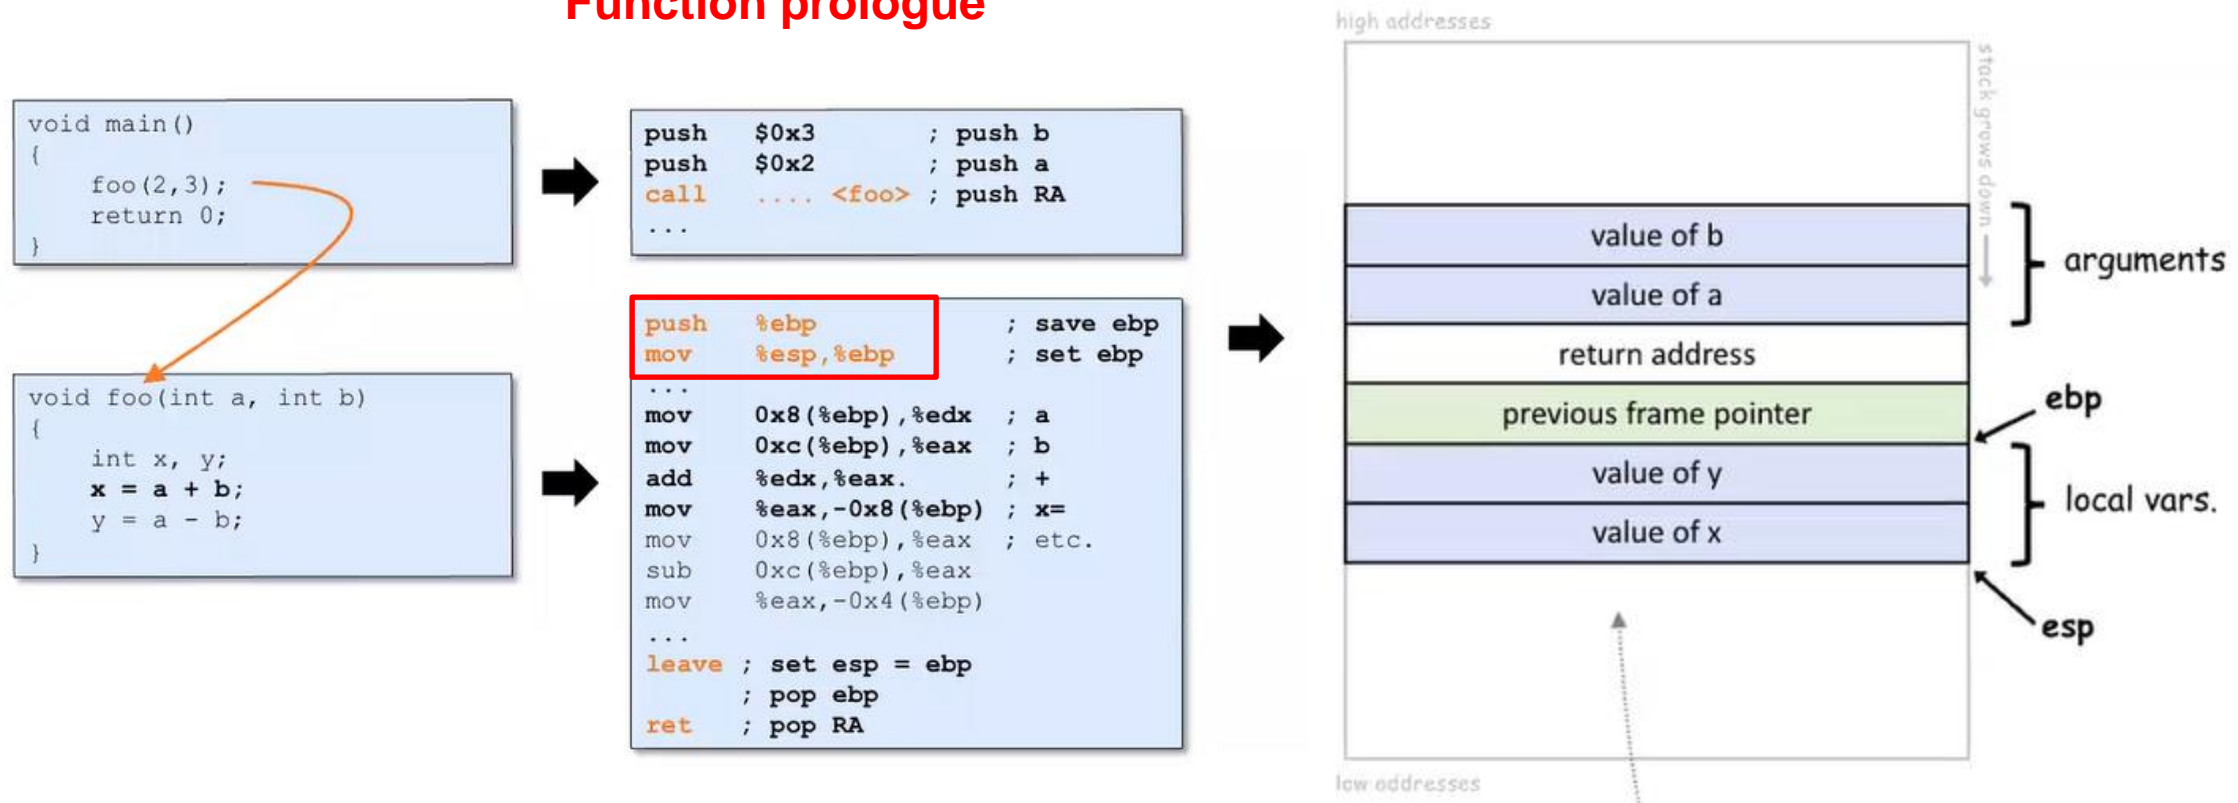 Function prologue
void main()
{
foo(2,3);
return 0;
}
void foo(int a, int b)
{
int x, y;
x = a + b;
y = a - b;
}
push $0x3 ; push b
push $0x2 ; push a
call .... <foo> ; push RA
...
push %ebp ; save ebp
mov %esp,%ebp ; set ebp
...
mov 0x8(%ebp),%edx ; a
mov 0xc(%ebp),%eax ; b
add %edx,%eax. ; +
mov %eax,-0x8(%ebp) ; x=
mov 0x8(%ebp),%eax ; etc.
sub 0xc(%ebp),%eax
mov %eax,-0x4(%ebp)
...
leave ; set esp = ebp
; pop ebp
ret ; pop RA
high addresses
stack grows down
value of b
value of a
arguments
return address
previous frame pointer
ebp
value of y
value of x
local vars.
esp
low addresses